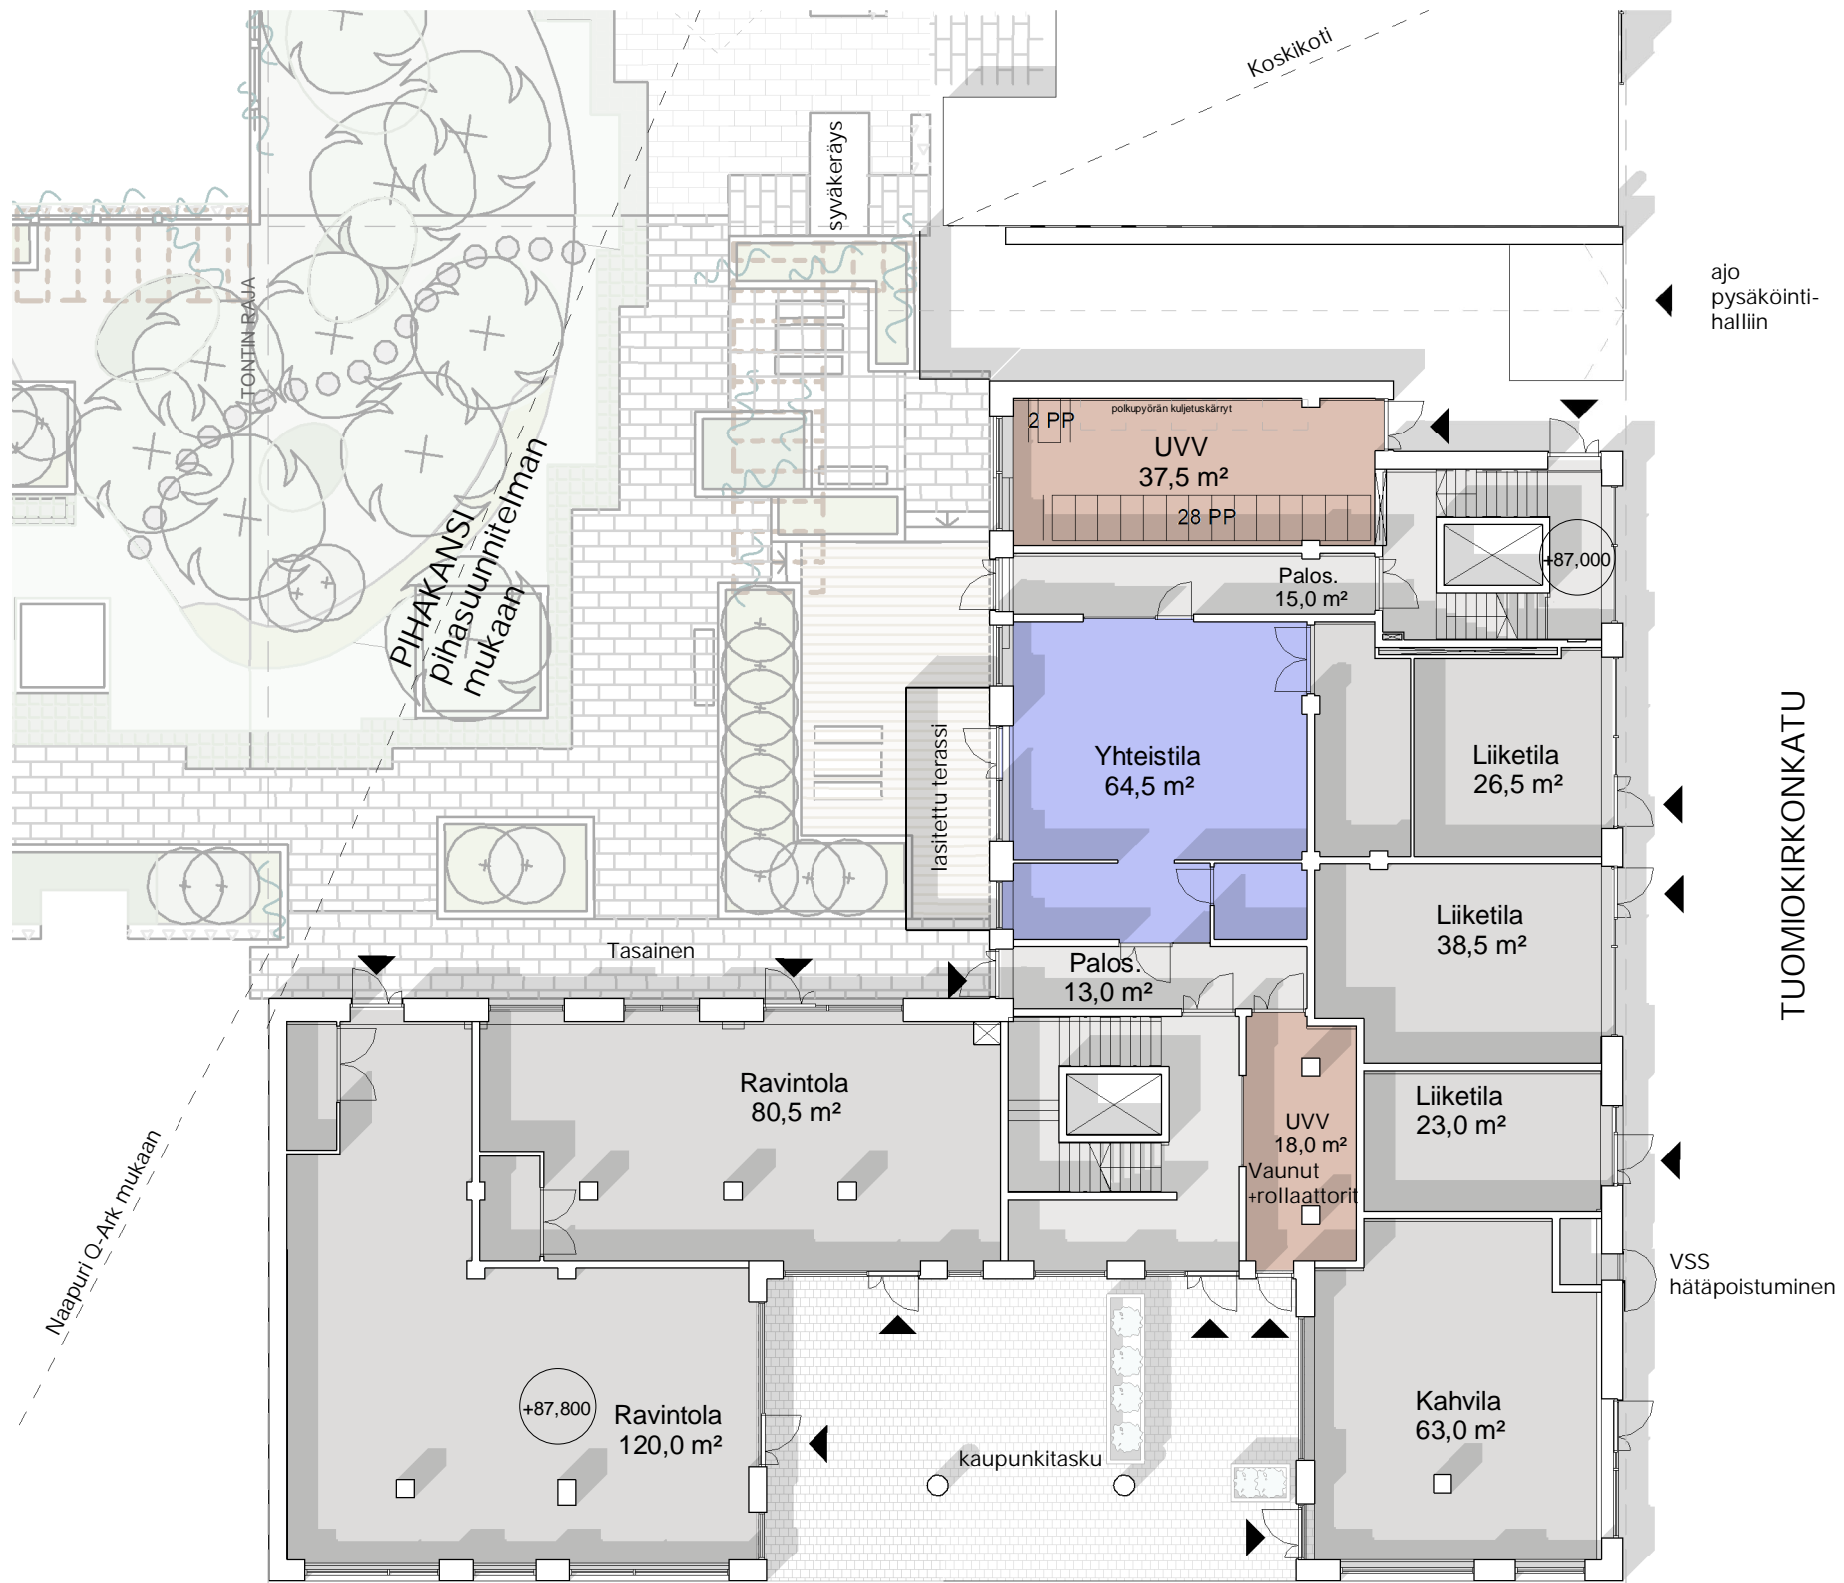 Koskikoti
syväkeräys
ajo
pysäköinti-
halliin
TONTIN RAJA
PIHAKANSI
pihasuunnitelman
mukaan
2 PP
polkupyörän kuljetuskärryt
UVV
37,5 m²
28 PP
+87,000
Palos.
15,0 m²
Yhteistila
64,5 m²
lasitettu terassi
Liiketila
26,5 m²
TUOMIOKIRKONKATU
Liiketila
38,5 m²
Tasainen
Palos.
13,0 m²
Ravintola
80,5 m²
Liiketila
23,0 m²
UVV
18,0 m²
Vaunut
+rollaattorit
Naapuri Q-Ark mukaan
VSS
hätäpoistuminen
+87,800
Ravintola
120,0 m²
kaupunkitasku
Kahvila
63,0 m²